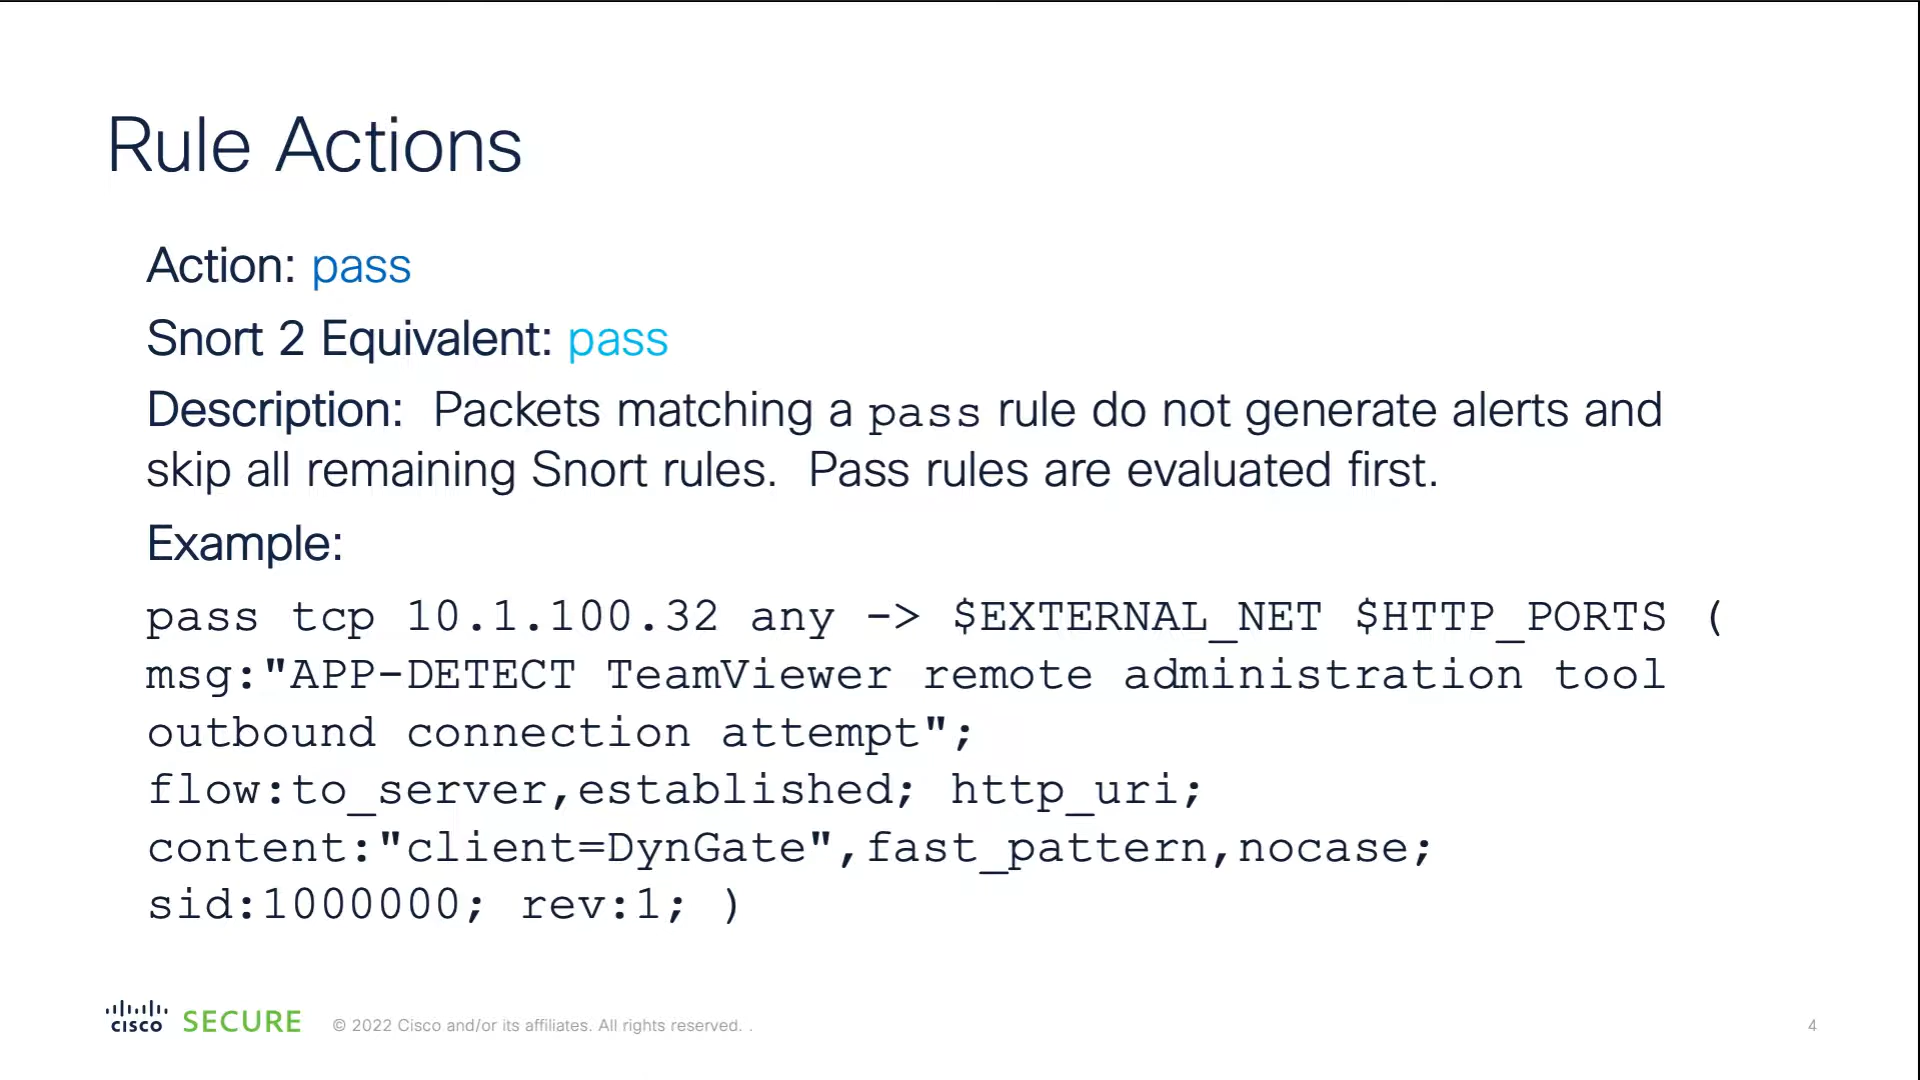 Rule Actions
Action: pass
Snort 2 Equivalent: pass
Description:  Packets matching a pass rule do not generate alerts and
skip all remaining Snort rules.  Pass rules are evaluated first.
Example:
pass tcp 10.1.100.32 any -> $EXTERNAL_NET $HTTP_PORTS (
msg:"APP-DETECT TeamViewer remote administration tool
outbound connection attempt";
flow:to_server,established; http_uri;
content:"client=DynGate",fast_pattern,nocase;
sid:1000000; rev:1; )
CISCO SECURE © 2022 Cisco and/or its affiliates. All rights reserved. . 4